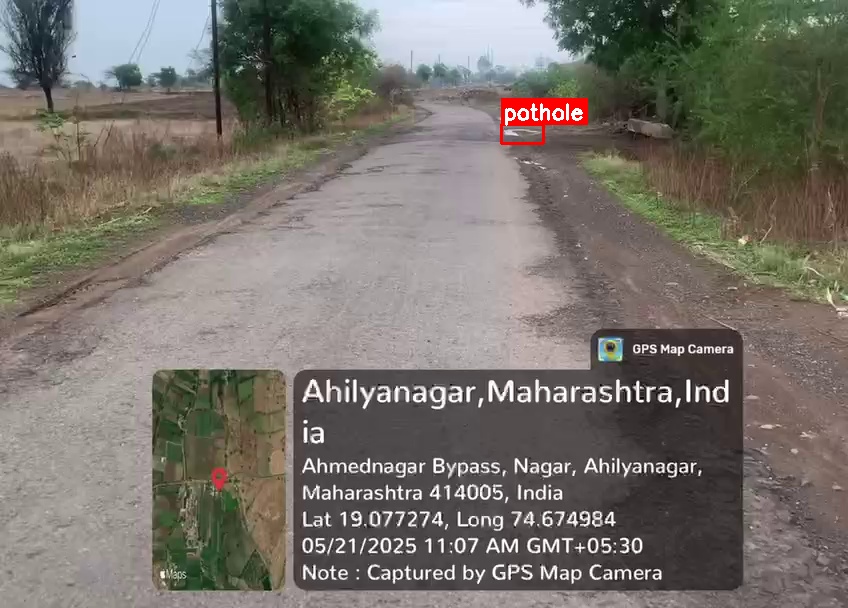 pothole
GPS Map Camera
Ahilyanagar,Maharashtra,Ind
ia
Ahmednagar Bypass, Nagar, Ahilyanagar,
Maharashtra 414005, India
Lat 19.077274, Long 74.674984
05/21/2025 11:07 AM GMT+05:30
Note : Captured by GPS Map Camera
Maps